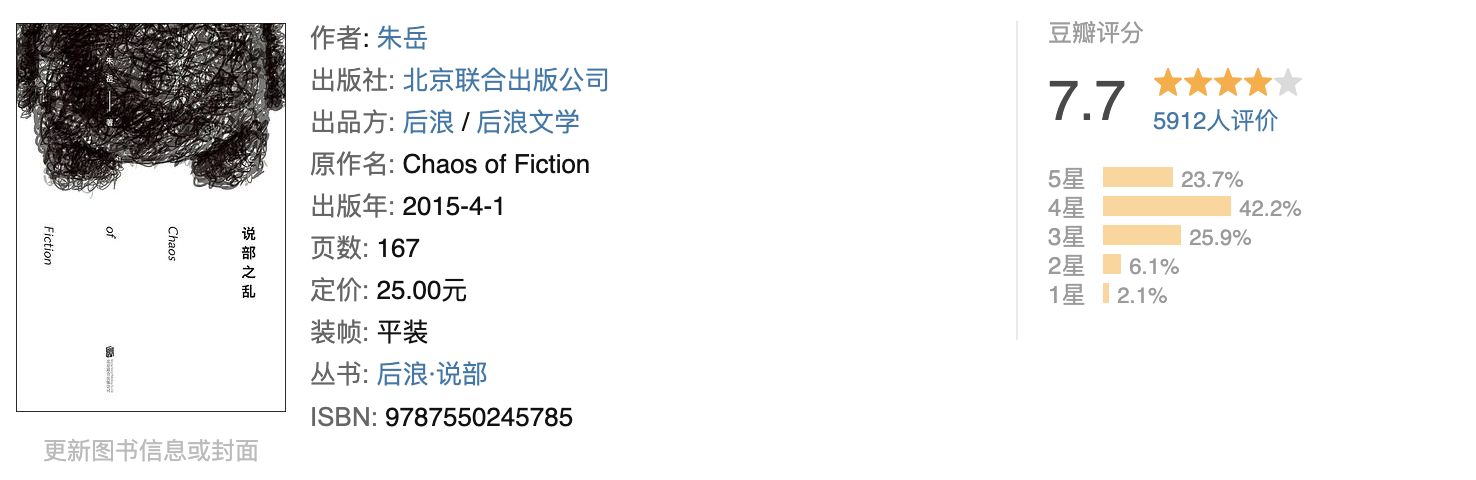 朱岳 著
说部之乱
Chaos
of
Fiction
更新图书信息或封面
作者: 朱岳
出版社: 北京联合出版公司
出品方: 后浪 / 后浪文学
原作名: Chaos of Fiction
出版年: 2015-4-1
页数: 167
定价: 25.00元
装帧: 平装
丛书: 后浪·说部
ISBN: 9787550245785
豆瓣评分
7.7
5912人评价
5星 23.7%
4星 42.2%
3星 25.9%
2星 6.1%
1星 2.1%